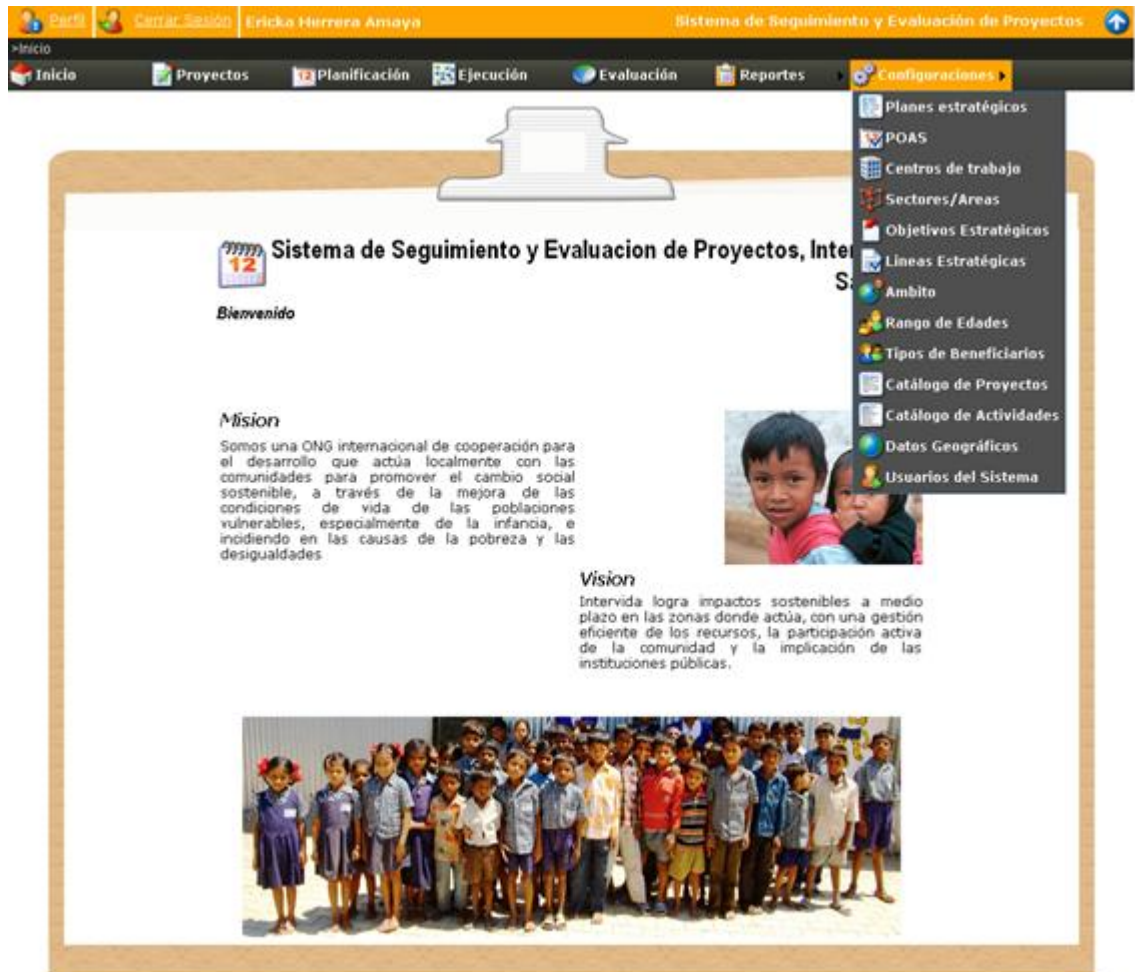 Perfil Cerrar Sesión Ericka Herrera Amaya Sistema de Seguimiento y Evaluación de Proyectos
>Inicio
Inicio Proyectos Planificación Ejecución Evaluación Reportes Configuraciones
Planes estratégicos
POAS
Centros de trabajo
Sectores/Areas
Objetivos Estratégicos
Lineas Estratégicas
Ambito
Rango de Edades
Tipos de Beneficiarios
Catálogo de Proyectos
Catálogo de Actividades
Datos Geográficos
Usuarios del Sistema
12 Sistema de Seguimiento y Evaluacion de Proyectos,
Bienvenido
Mision
Somos una ONG internacional de cooperación para
el desarrollo que actúa localmente con las
comunidades para promover el cambio social
sostenible, a través de la mejora de las
condiciones de vida de las poblaciones
vulnerables, especialmente de la infancia, e
incidiendo en las causas de la pobreza y las
desigualdades
Vision
Intervida logra impactos sostenibles a medio
plazo en las zonas donde actúa, con una gestión
eficiente de los recursos, la participación activa
de la comunidad y la implicación de las
instituciones públicas.